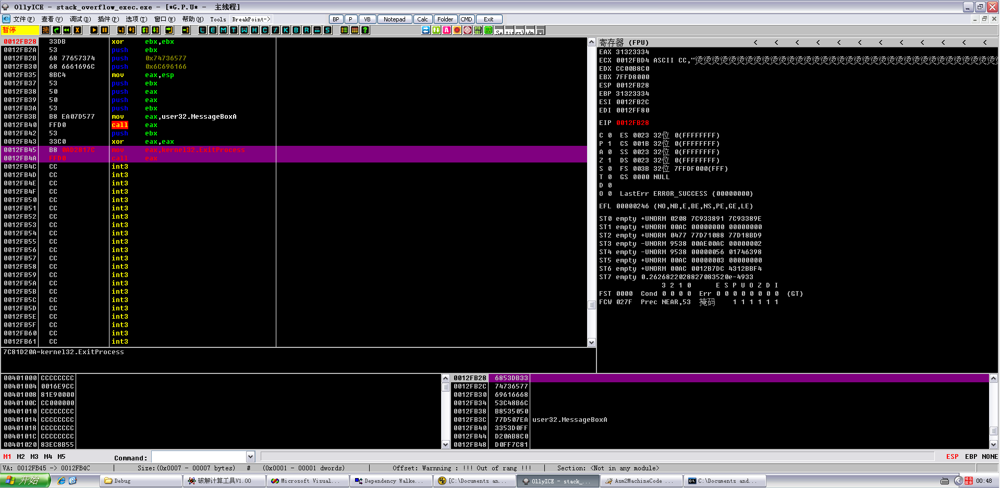 OllyICE - stack_overflow_exec.exe - [*G.P.U* - 主线程]
文件(F) 查看(V) 调试(D) 插件(P) 选项(T) 窗口(W) 帮助(H) Tools BreakPoint-> BP P VB Notepad Calc Folder CMD Exit
暂停 拖 L E M T W H C / K B R ... S ?
0012FB28 33DB xor ebx,ebx
0012FB2A 53 push ebx
0012FB2B 68 77657374 push 0x74736577
0012FB30 68 6661696C push 0x6C696166
0012FB35 8BC4 mov eax,esp
0012FB37 53 push ebx
0012FB38 50 push eax
0012FB39 50 push eax
0012FB3A 53 push ebx
0012FB3B B8 EA07D577 mov eax,user32.MessageBoxA
0012FB40 FFD0 call eax
0012FB42 53 push ebx
0012FB43 33C0 xor eax,eax
0012FB45 B8 0AD2817C mov eax,kernel32.ExitProcess
0012FB4A FFD0 call eax
0012FB4C CC int3
0012FB4D CC int3
0012FB4E CC int3
0012FB4F CC int3
0012FB50 CC int3
0012FB51 CC int3
0012FB52 CC int3
0012FB53 CC int3
0012FB54 CC int3
0012FB55 CC int3
0012FB56 CC int3
0012FB57 CC int3
0012FB58 CC int3
0012FB59 CC int3
0012FB5A CC int3
0012FB5B CC int3
0012FB5C CC int3
0012FB5D CC int3
0012FB5E CC int3
0012FB5F CC int3
0012FB60 CC int3
0012FB61 CC int3
7C81D20A=kernel32.ExitProcess
寄存器 (FPU) < < < < < < < < < < < <
EAX 31323334
ECX 0012FBD4 ASCII CC,"烫烫烫烫烫烫烫烫烫烫烫烫烫烫烫烫烫烫烫烫烫烫烫烫烫烫烫烫烫烫烫烫烫烫烫烫
EDX CC00B8C0
EBX 7FFD8000
ESP 0012FB28
EBP 31323334
ESI 0012FB2C
EDI 0012FF80
EIP 0012FB28
C 0 ES 0023 32位 0(FFFFFFFF)
P 1 CS 001B 32位 0(FFFFFFFF)
A 0 SS 0023 32位 0(FFFFFFFF)
Z 1 DS 0023 32位 0(FFFFFFFF)
S 0 FS 003B 32位 7FFDF000(FFF)
T 0 GS 0000 NULL
D 0
O 0 LastErr ERROR_SUCCESS (00000000)
EFL 00000246 (NO,NB,E,BE,NS,PE,GE,LE)
ST0 empty +UNORM 0208 7C933891 7C93389E
ST1 empty +UNORM 00AC 00000000 00000000
ST2 empty +UNORM 0477 77D71088 77D18BD9
ST3 empty -UNORM 9538 00AE00AC 00000002
ST4 empty -UNORM 9538 00000056 01746398
ST5 empty +UNORM 00AC 00000003 00000000
ST6 empty +UNORM 00AC 0012B7DC 4312BBF4
ST7 empty 0.2626822028827083520e-4933
3 2 1 0 E S P U O Z D I
FST 0000 Cond 0 0 0 0 Err 0 0 0 0 0 0 0 0 (GT)
FCW 027F Prec NEAR,53 掩码 1 1 1 1 1 1
00401000 CCCCCCCC
00401004 0016E9CC
00401008 81E90000
0040100C CC000000
00401010 CCCCCCCC
00401014 CCCCCCCC
00401018 CCCCCCCC
0040101C CCCCCCCC
00401020 83EC8B55
0012FB28 6853DB33
0012FB2C 74736577
0012FB30 69616668
0012FB34 53C48B6C
0012FB38 B8535050
0012FB3C 77D507EA user32.MessageBoxA
0012FB40 3353D0FF
0012FB44 D20AB8C0
0012FB48 D0FF7C81
M1 M2 M3 M4 M5 Command: ESP EBP NONE
VA: 0012FB45 -> 0012FB4C Size:(0x0007 - 00007 bytes) # (0x0001 - 00001 dwords) Offset: Warnning : !!! Out of rang !!! Section: <Not in any module>
开始 Debug 破解计算工具V1.00 Microsoft Visual... Dependency Walke... [C:\Documents an... OllyICE - stack_... Asm2MachineCode ... C:\Documents and... 00:48